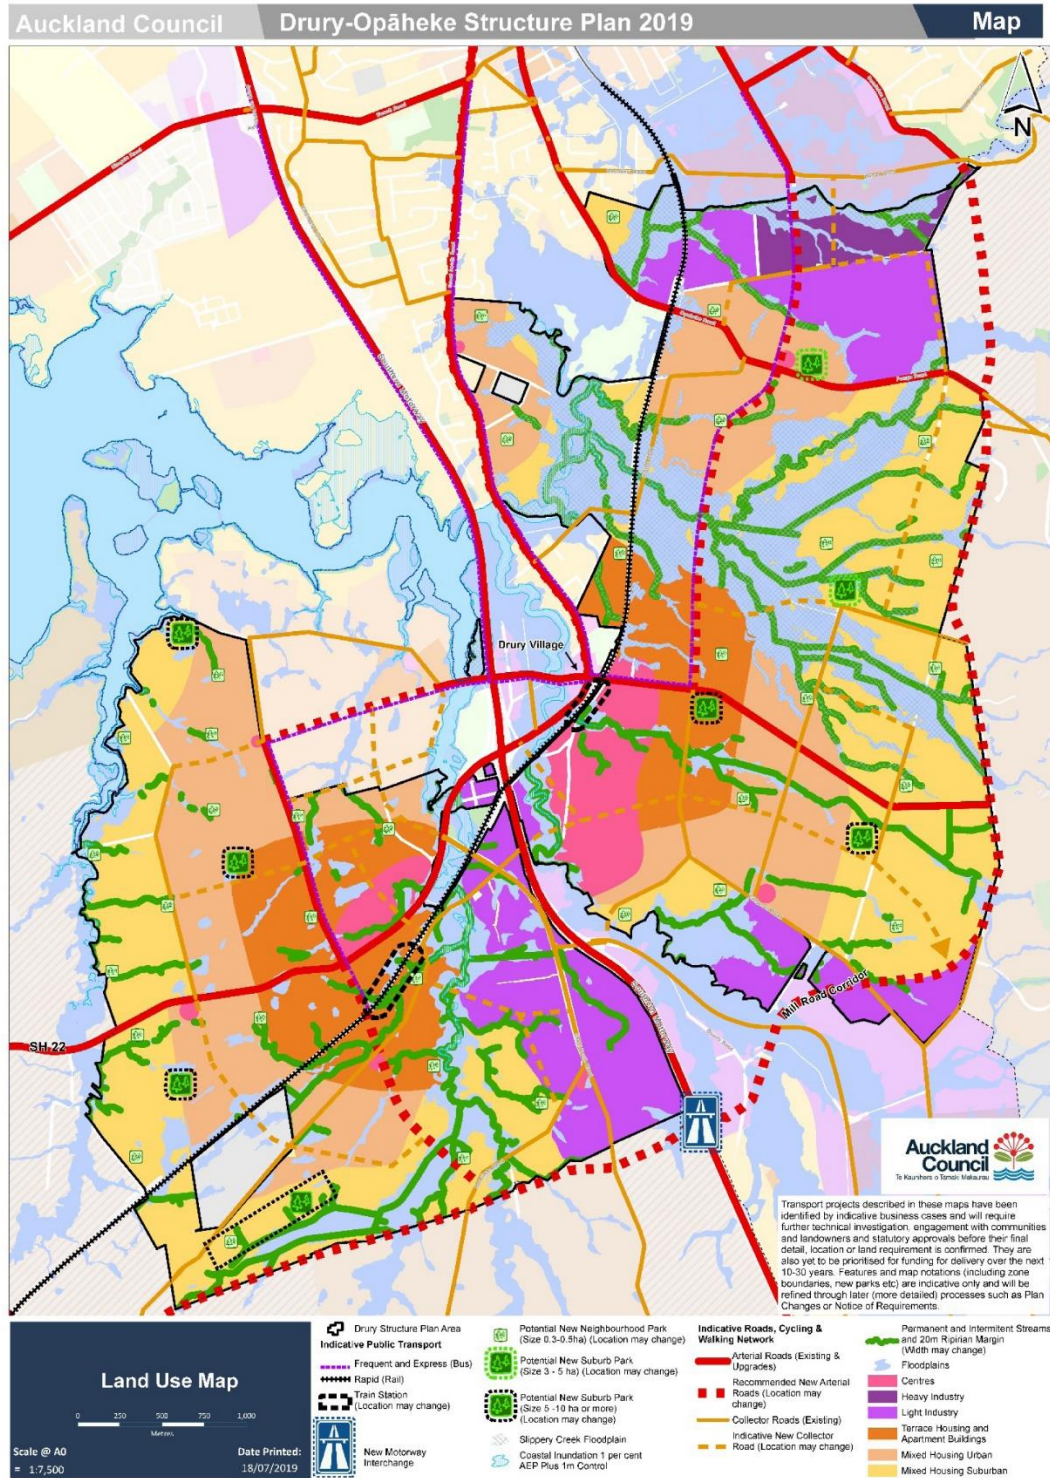 Auckland Council
Drury-Opāheke Structure Plan 2019
Map
N
Drury Village
SH 22
Mill Road Corridor
Auckland
Council
Te Kaunihera o Tāmaki Makaurau
Transport projects described in these maps have been
identified by indicative business cases and will require
further technical investigation, engagement with communities
and landowners and statutory approvals before their final
detail, location or land requirement is confirmed. They are
also yet to be prioritised for funding for delivery over the next
10-30 years. Features and map notations (including zone
boundaries, new parks etc) are indicative only and will be
refined through later (more detailed) processes such as Plan
Changes or Notice of Requirements.
Land Use Map
0 250 500 750 1,000
Metres
Scale @ A0
= 1:7,500
Date Printed:
18/07/2019
Drury Structure Plan Area
Indicative Public Transport
Frequent and Express (Bus)
Rapid (Rail)
Train Station
(Location may change)
New Motorway
Interchange
Potential New Neighbourhood Park
(Size 0.3-0.5ha) (Location may change)
Potential New Suburb Park
(Size 3 - 5 ha) (Location may change)
Potential New Suburb Park
(Size 5 -10 ha or more)
(Location may change)
Slippery Creek Floodplain
Coastal Inundation 1 per cent
AEP Plus 1m Control
Indicative Roads, Cycling &
Walking Network
Arterial Roads (Existing &
Upgrades)
Recommended New Arterial
Roads (Location may
change)
Collector Roads (Existing)
Indicative New Collector
Road (Location may change)
Permanent and Intermitent Streams
and 20m Ripirian Margin
(Width may change)
Floodplains
Centres
Heavy Industry
Light Industry
Terrace Housing and
Apartment Buildings
Mixed Housing Urban
Mixed Housing Suburban